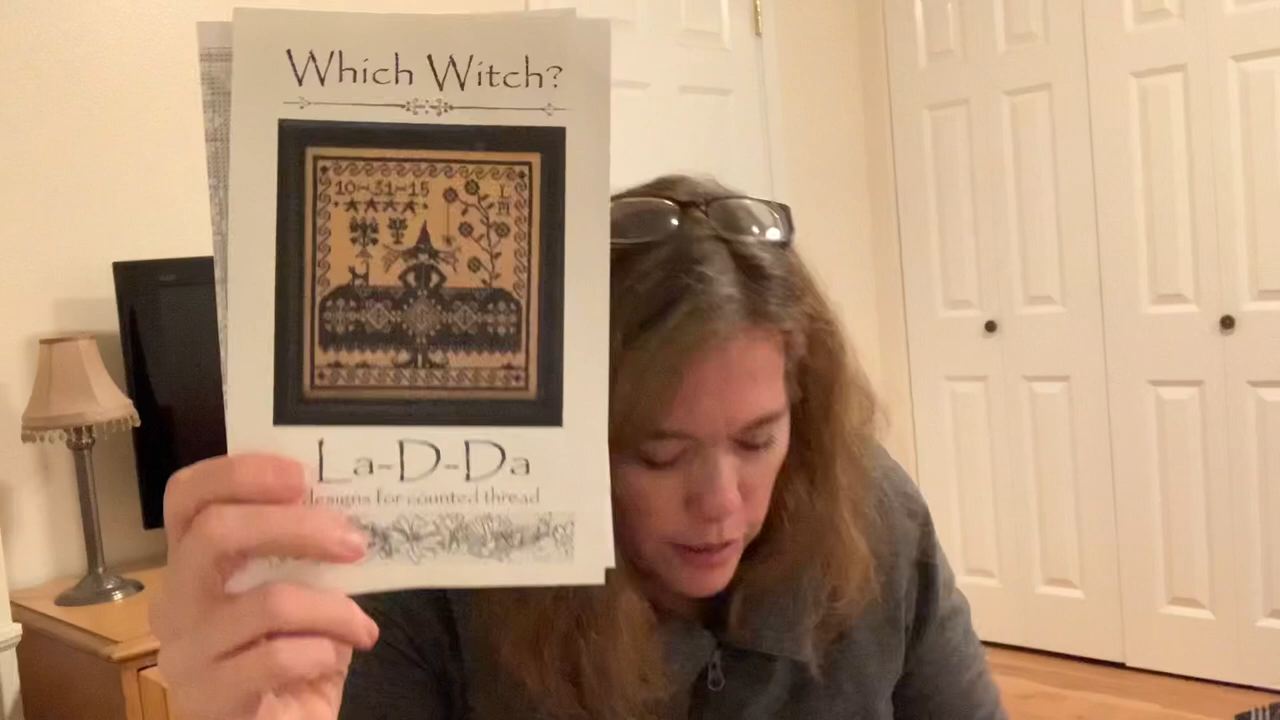 Which Witch?
10-31-15
L
H
La-D-Da
designs for counted thread